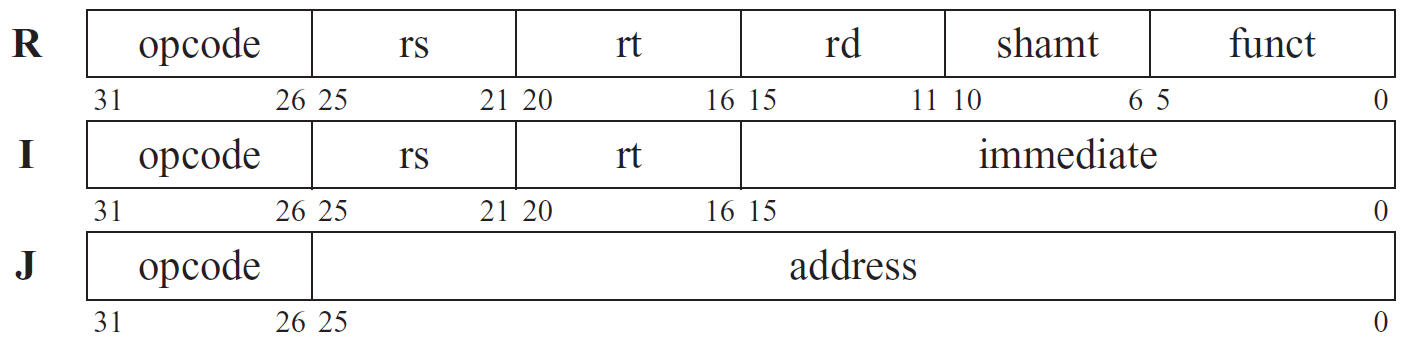 R opcode rs rt rd shamt funct
31 26 25 21 20 16 15 11 10 6 5 0
I opcode rs rt immediate
31 26 25 21 20 16 15 0
J opcode address
31 26 25 0